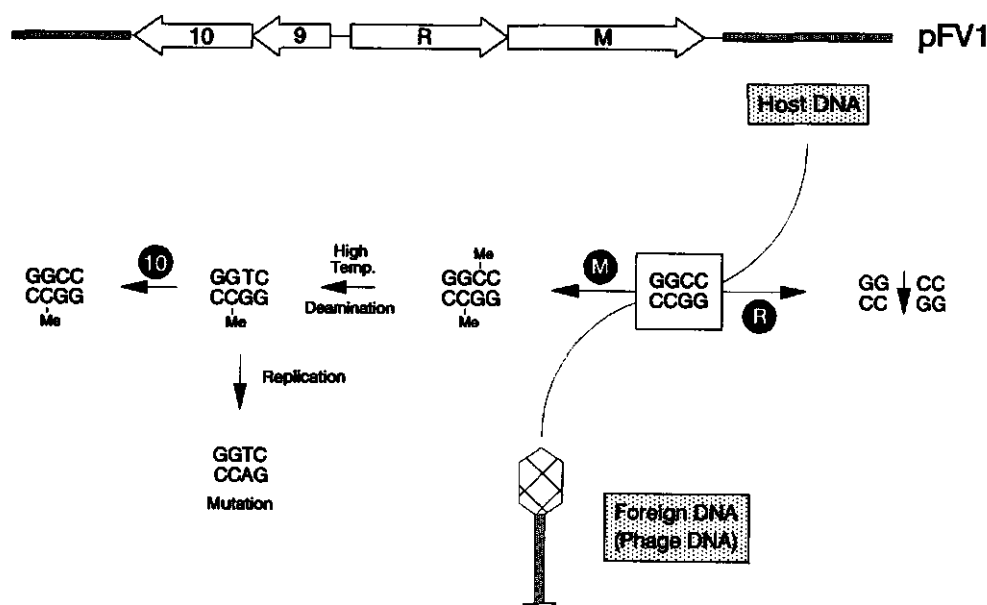 10 9 R M pFV1
Host DNA
Me
High
Temp.
Deamination
10
M
R
GGCC
CCGG
Me
GGTC
CCGG
Me
GGCC
CCGG
Me
GGCC
CCGG
GG CC
CC GG
Replication
GGTC
CCAG
Mutation
Foreign DNA
(Phage DNA)